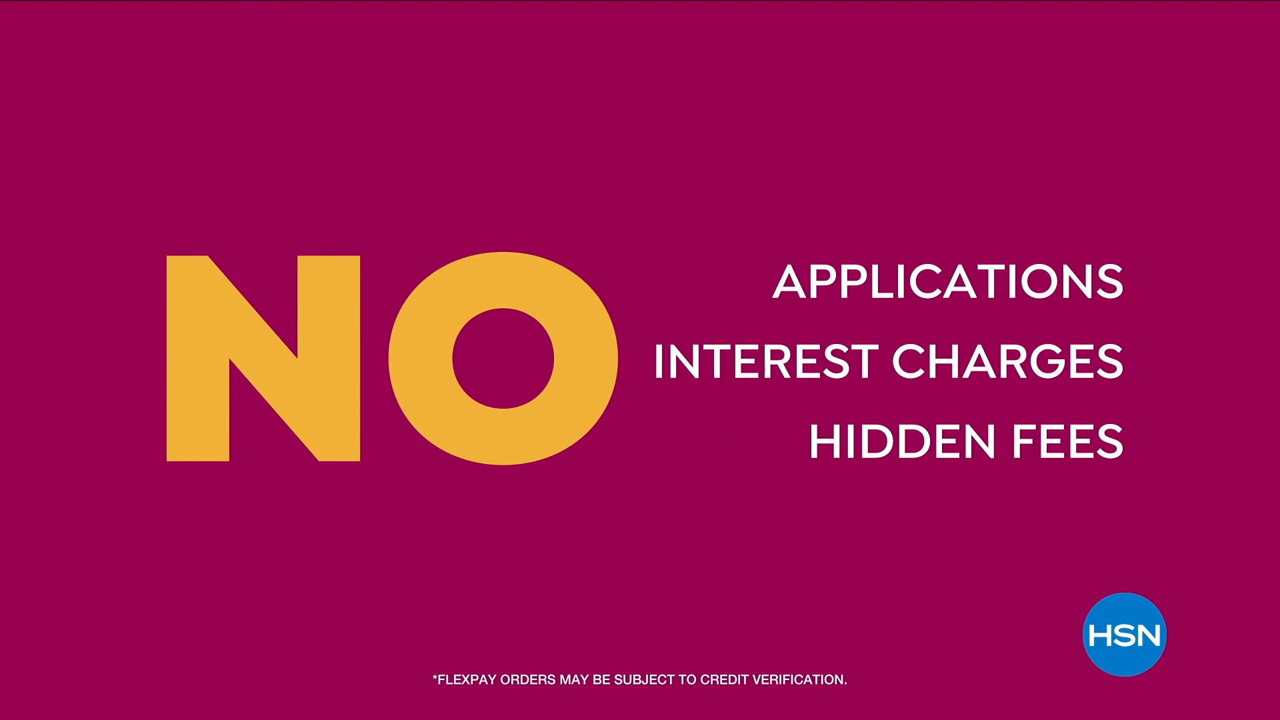 NO
APPLICATIONS
INTEREST CHARGES
HIDDEN FEES
HSN
*FLEXPAY ORDERS MAY BE SUBJECT TO CREDIT VERIFICATION.